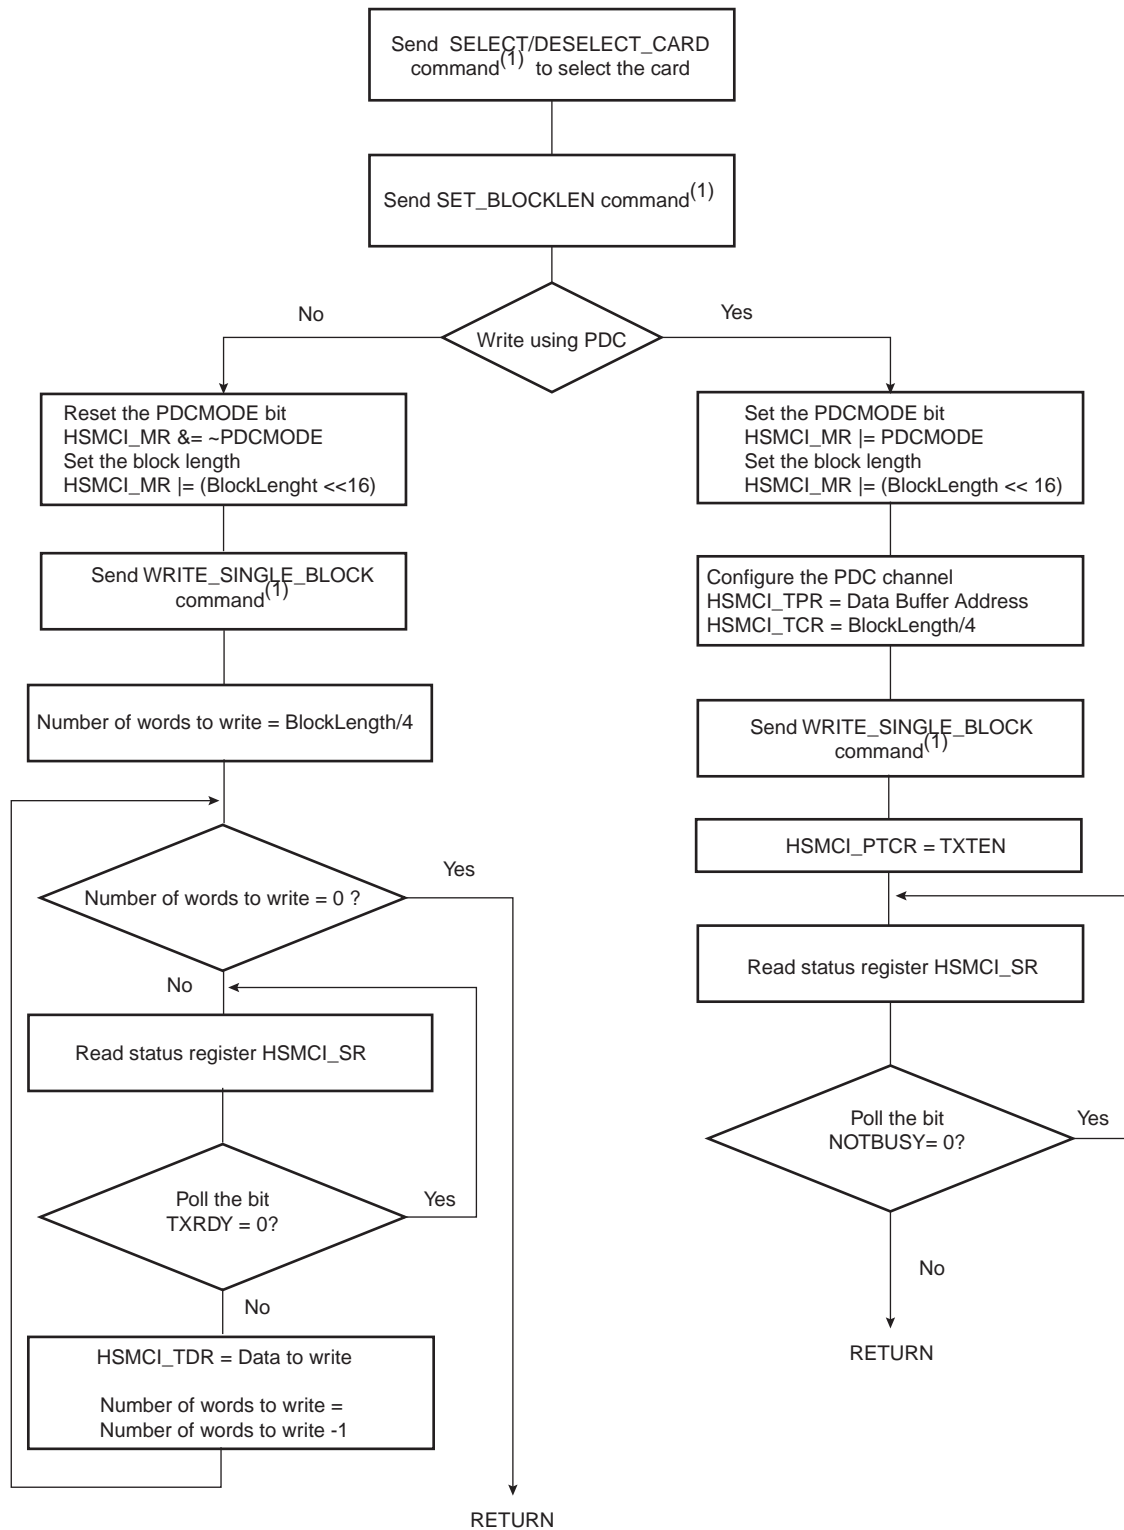 Send SELECT/DESELECT_CARD
command(1) to select the card
Send SET_BLOCKLEN command(1)
No
Yes
Write using PDC
Reset the PDCMODE bit
HSMCI_MR &= ~PDCMODE
Set the block length
HSMCI_MR |= (BlockLenght <<16)
Send WRITE_SINGLE_BLOCK
command(1)
Number of words to write = BlockLength/4
Number of words to write = 0 ?
Yes
No
Read status register HSMCI_SR
Poll the bit
TXRDY = 0?
Yes
No
HSMCI_TDR = Data to write
Number of words to write =
Number of words to write -1
RETURN
Set the PDCMODE bit
HSMCI_MR |= PDCMODE
Set the block length
HSMCI_MR |= (BlockLength << 16)
Configure the PDC channel
HSMCI_TPR = Data Buffer Address
HSMCI_TCR = BlockLength/4
Send WRITE_SINGLE_BLOCK
command(1)
HSMCI_PTCR = TXTEN
Read status register HSMCI_SR
Poll the bit
NOTBUSY= 0?
Yes
No
RETURN